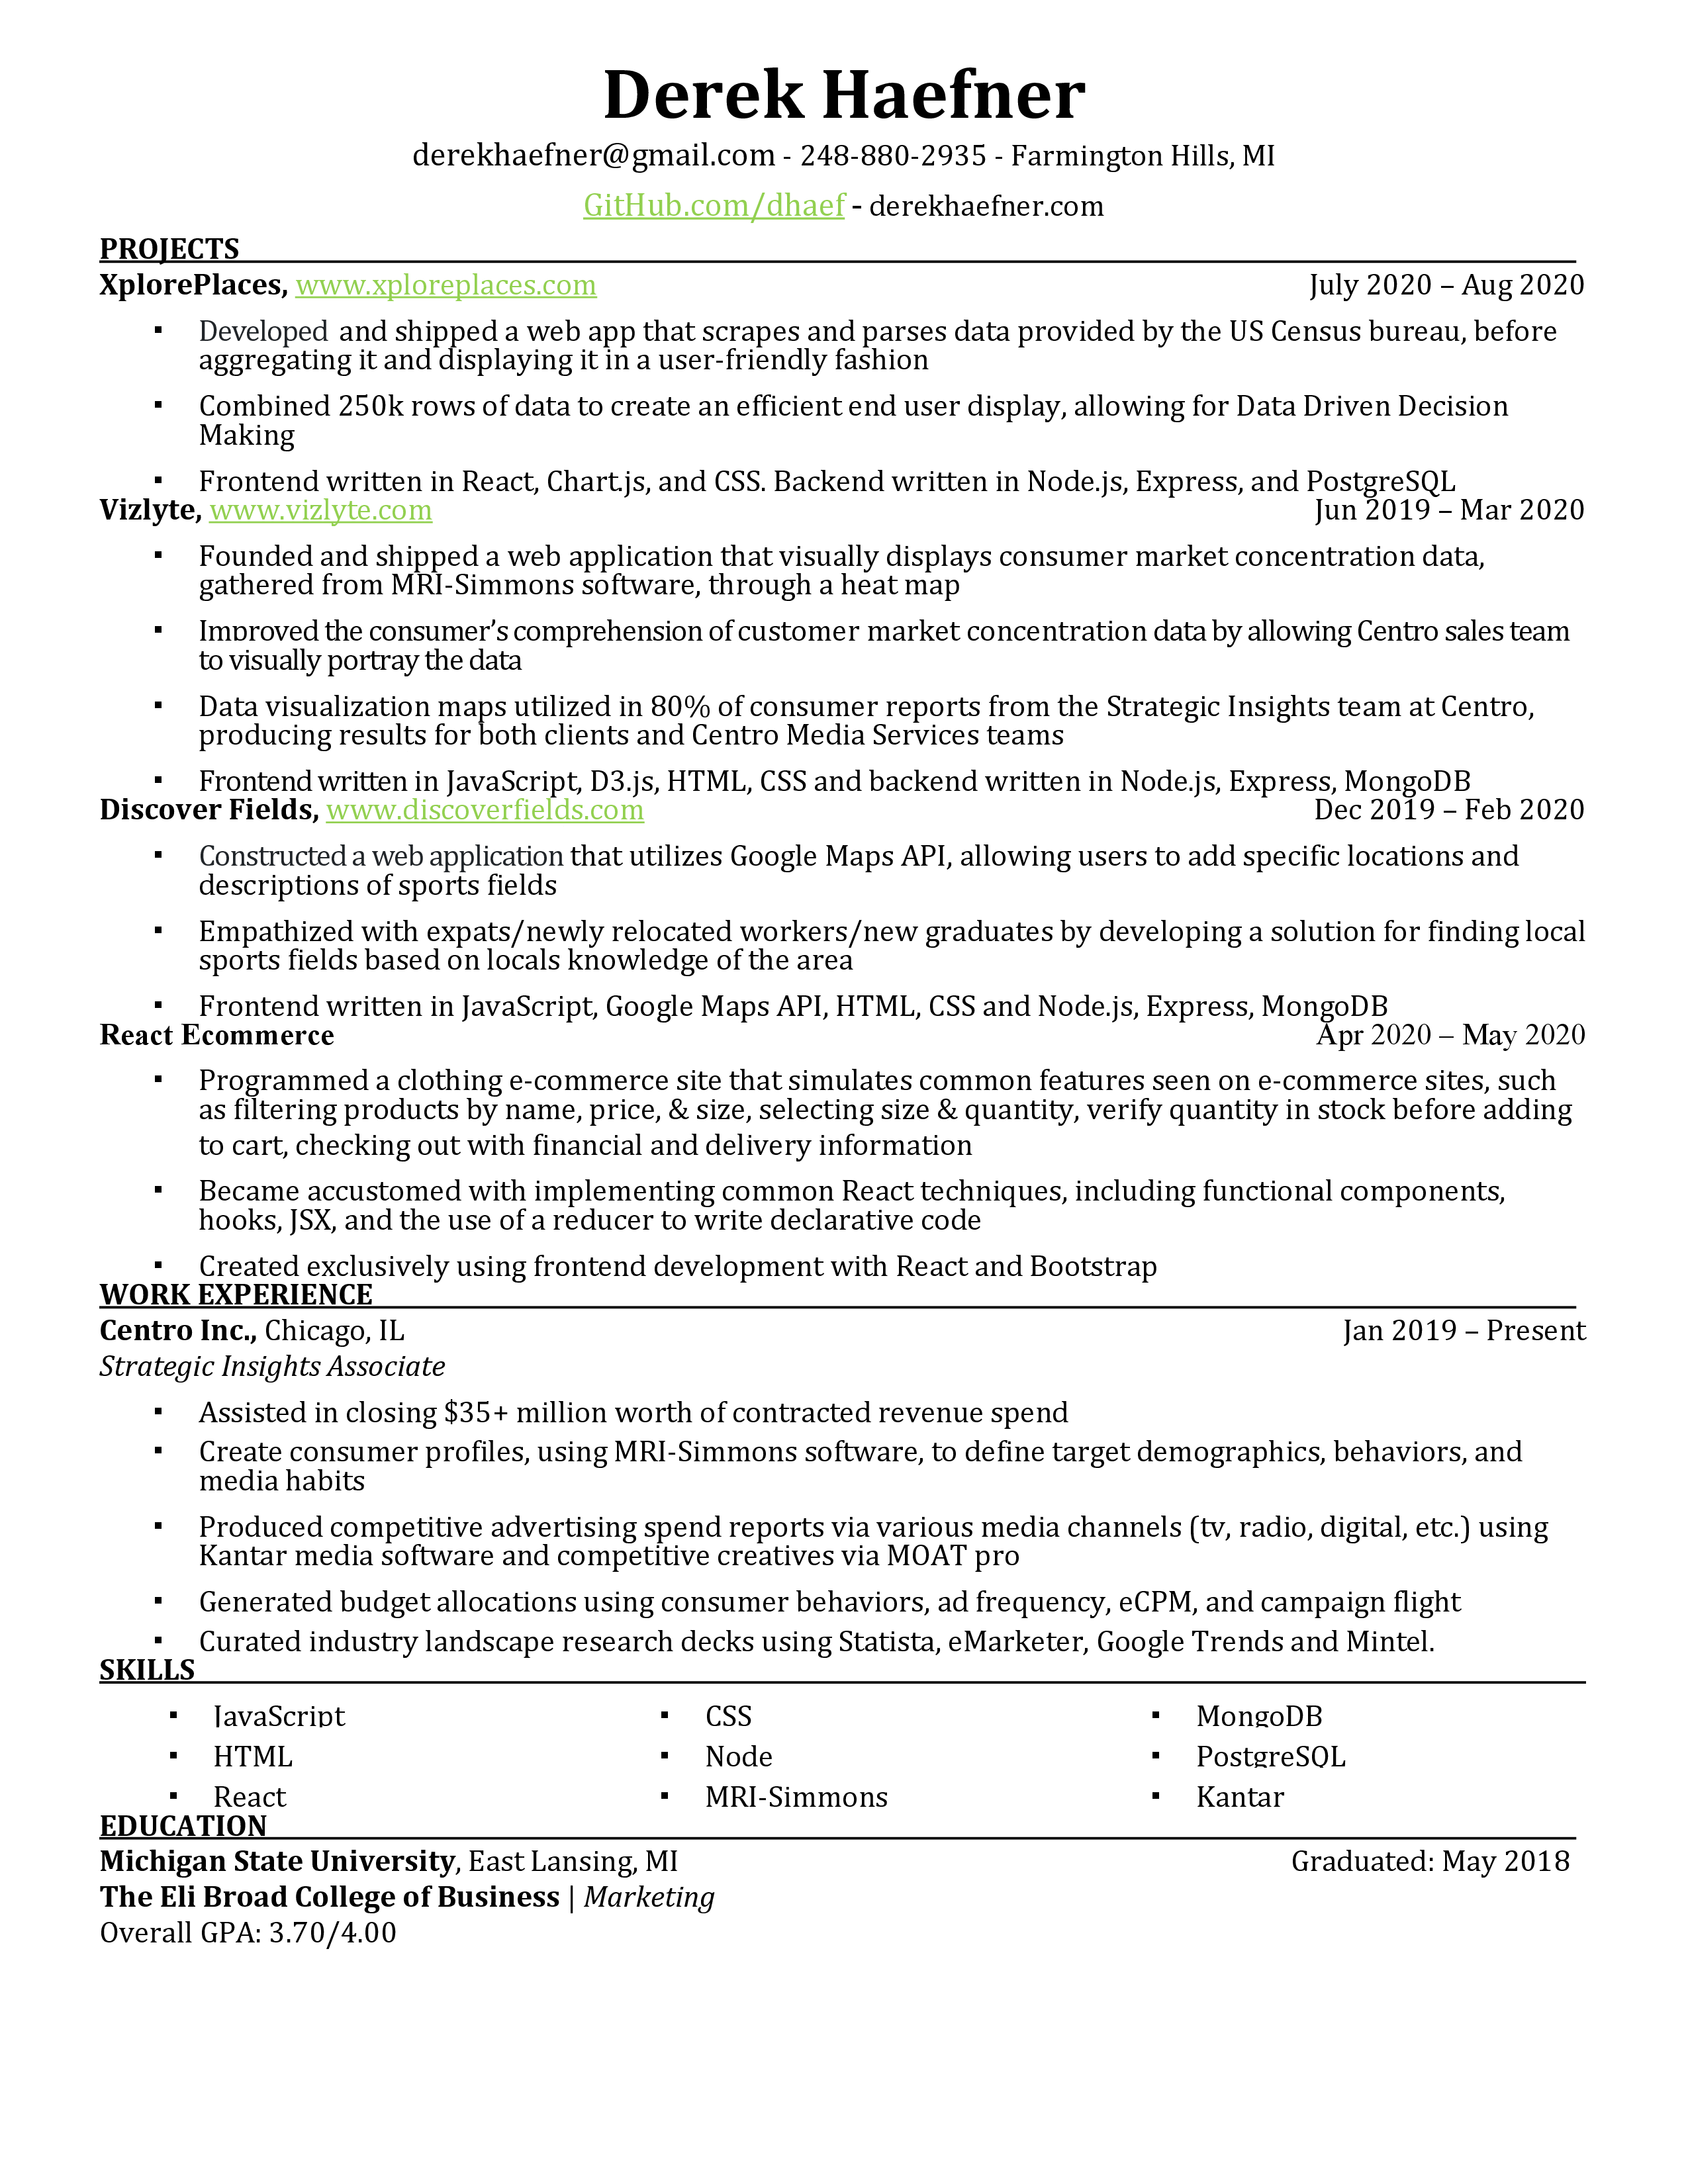 Derek Haefner
derekhaefner@gmail.com - 248-880-2935 - Farmington Hills, MI
GitHub.com/dhaef - derekhaefner.com
PROJECTS
XplorePlaces, www.xploreplaces.com July 2020 – Aug 2020
▪ Developed and shipped a web app that scrapes and parses data provided by the US Census bureau, before
aggregating it and displaying it in a user-friendly fashion
▪ Combined 250k rows of data to create an efficient end user display, allowing for Data Driven Decision
Making
▪ Frontend written in React, Chart.js, and CSS. Backend written in Node.js, Express, and PostgreSQL
Vizlyte, www.vizlyte.com Jun 2019 – Mar 2020
▪ Founded and shipped a web application that visually displays consumer market concentration data,
gathered from MRI-Simmons software, through a heat map
▪ Improved the consumer’s comprehension of customer market concentration data by allowing Centro sales team
to visually portray the data
▪ Data visualization maps utilized in 80% of consumer reports from the Strategic Insights team at Centro,
producing results for both clients and Centro Media Services teams
▪ Frontend written in JavaScript, D3.js, HTML, CSS and backend written in Node.js, Express, MongoDB
Discover Fields, www.discoverfields.com Dec 2019 – Feb 2020
▪ Constructed a web application that utilizes Google Maps API, allowing users to add specific locations and
descriptions of sports fields
▪ Empathized with expats/newly relocated workers/new graduates by developing a solution for finding local
sports fields based on locals knowledge of the area
▪ Frontend written in JavaScript, Google Maps API, HTML, CSS and Node.js, Express, MongoDB
React Ecommerce Apr 2020 – May 2020
▪ Programmed a clothing e-commerce site that simulates common features seen on e-commerce sites, such
as filtering products by name, price, & size, selecting size & quantity, verify quantity in stock before adding
to cart, checking out with financial and delivery information
▪ Became accustomed with implementing common React techniques, including functional components,
hooks, JSX, and the use of a reducer to write declarative code
▪ Created exclusively using frontend development with React and Bootstrap
WORK EXPERIENCE
Centro Inc., Chicago, IL Jan 2019 – Present
Strategic Insights Associate
▪ Assisted in closing $35+ million worth of contracted revenue spend
▪ Create consumer profiles, using MRI-Simmons software, to define target demographics, behaviors, and
media habits
▪ Produced competitive advertising spend reports via various media channels (tv, radio, digital, etc.) using
Kantar media software and competitive creatives via MOAT pro
▪ Generated budget allocations using consumer behaviors, ad frequency, eCPM, and campaign flight
▪ Curated industry landscape research decks using Statista, eMarketer, Google Trends and Mintel.
SKILLS
▪ JavaScript ▪ CSS ▪ MongoDB
▪ HTML ▪ Node ▪ PostgreSQL
▪ React ▪ MRI-Simmons ▪ Kantar
EDUCATION
Michigan State University, East Lansing, MI Graduated: May 2018
The Eli Broad College of Business | Marketing
Overall GPA: 3.70/4.00